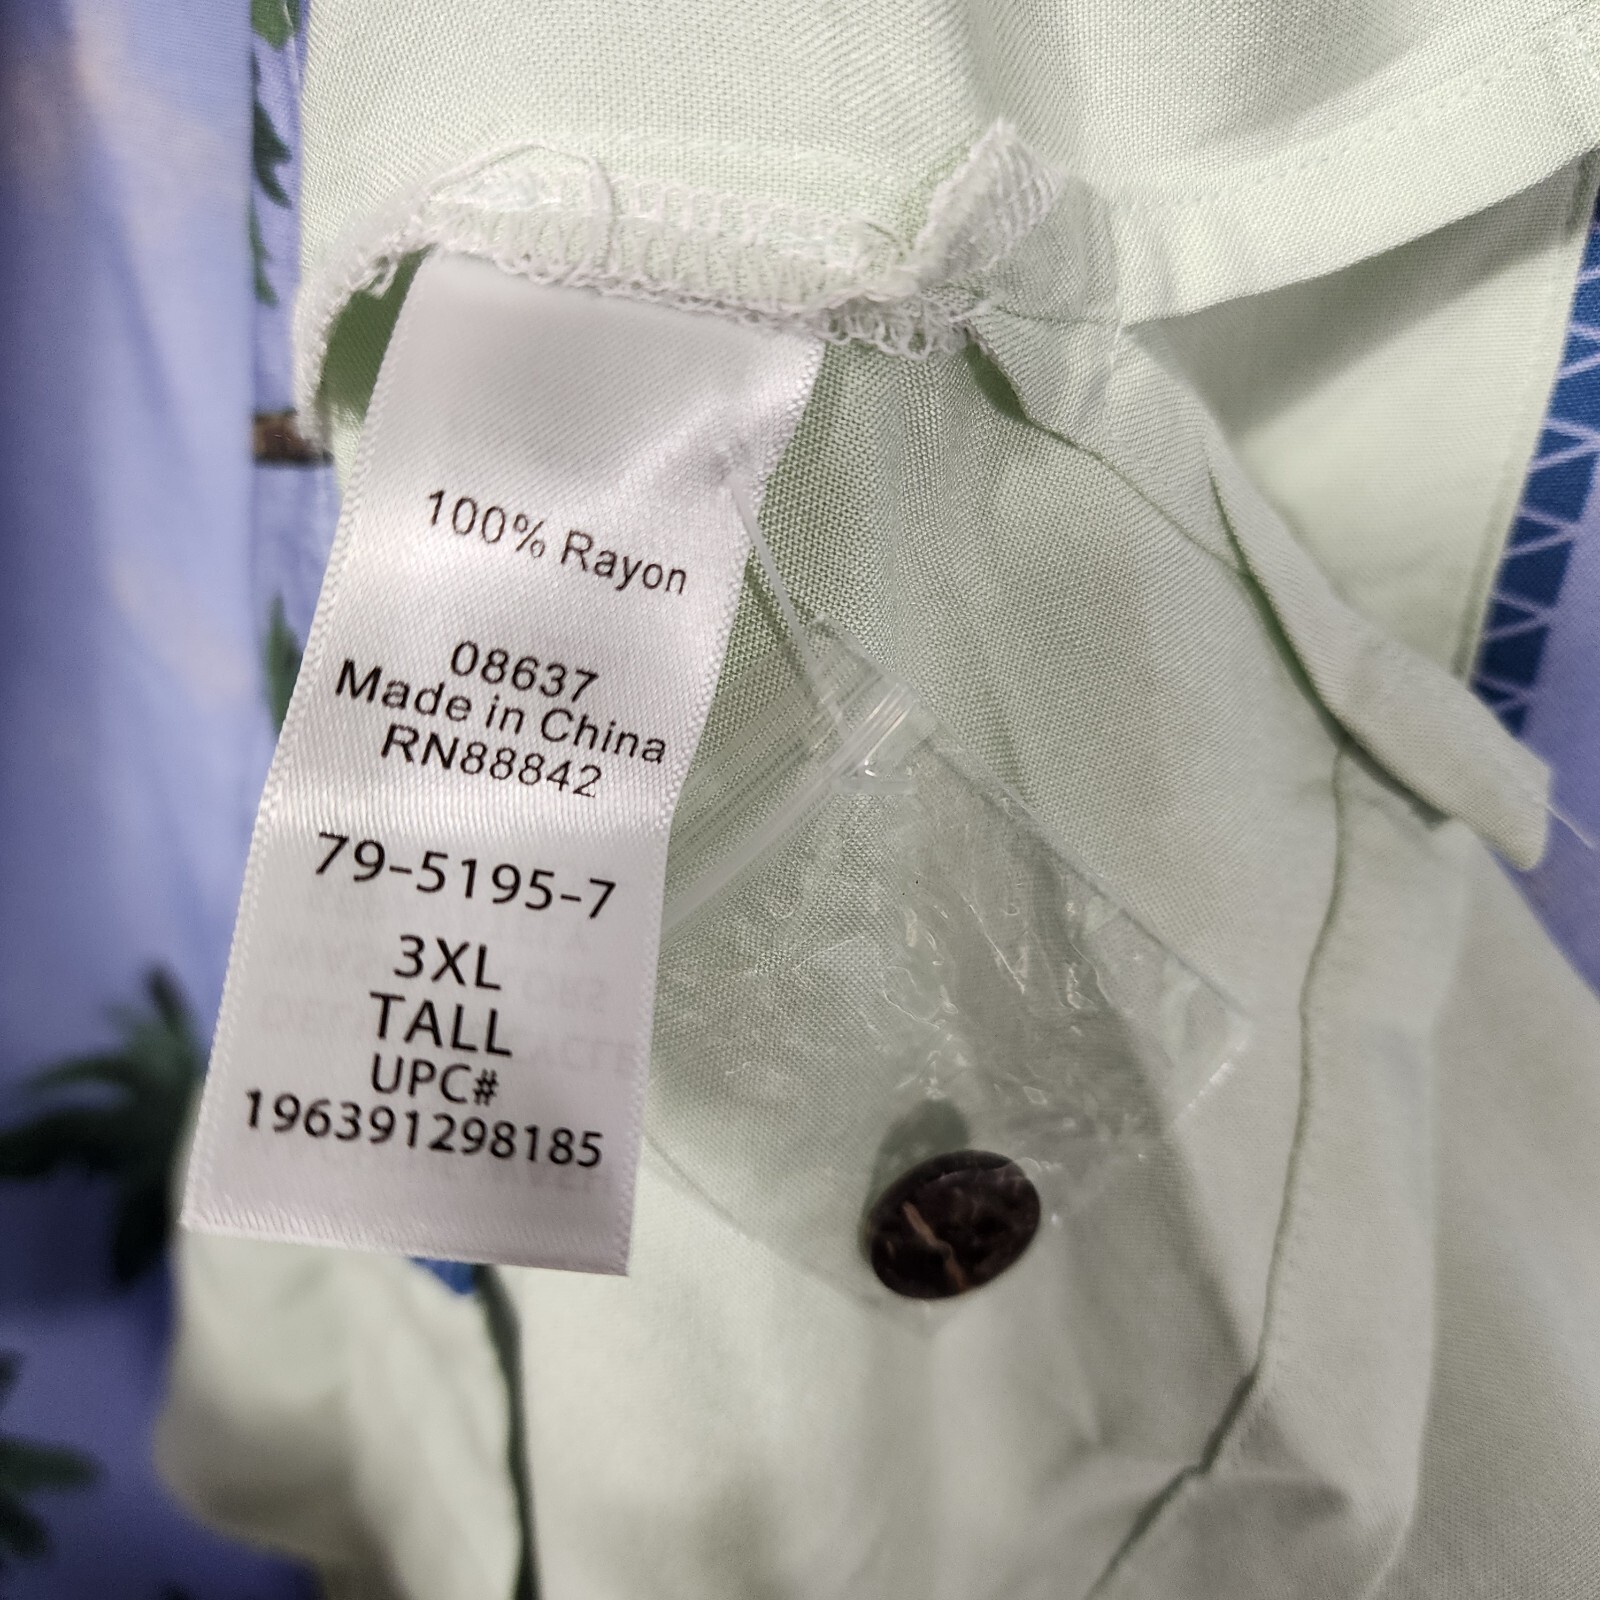 100% Rayon
08637
Made in China
RN88842
79-5195-7
3XL
TALL
UPC#
196391298185